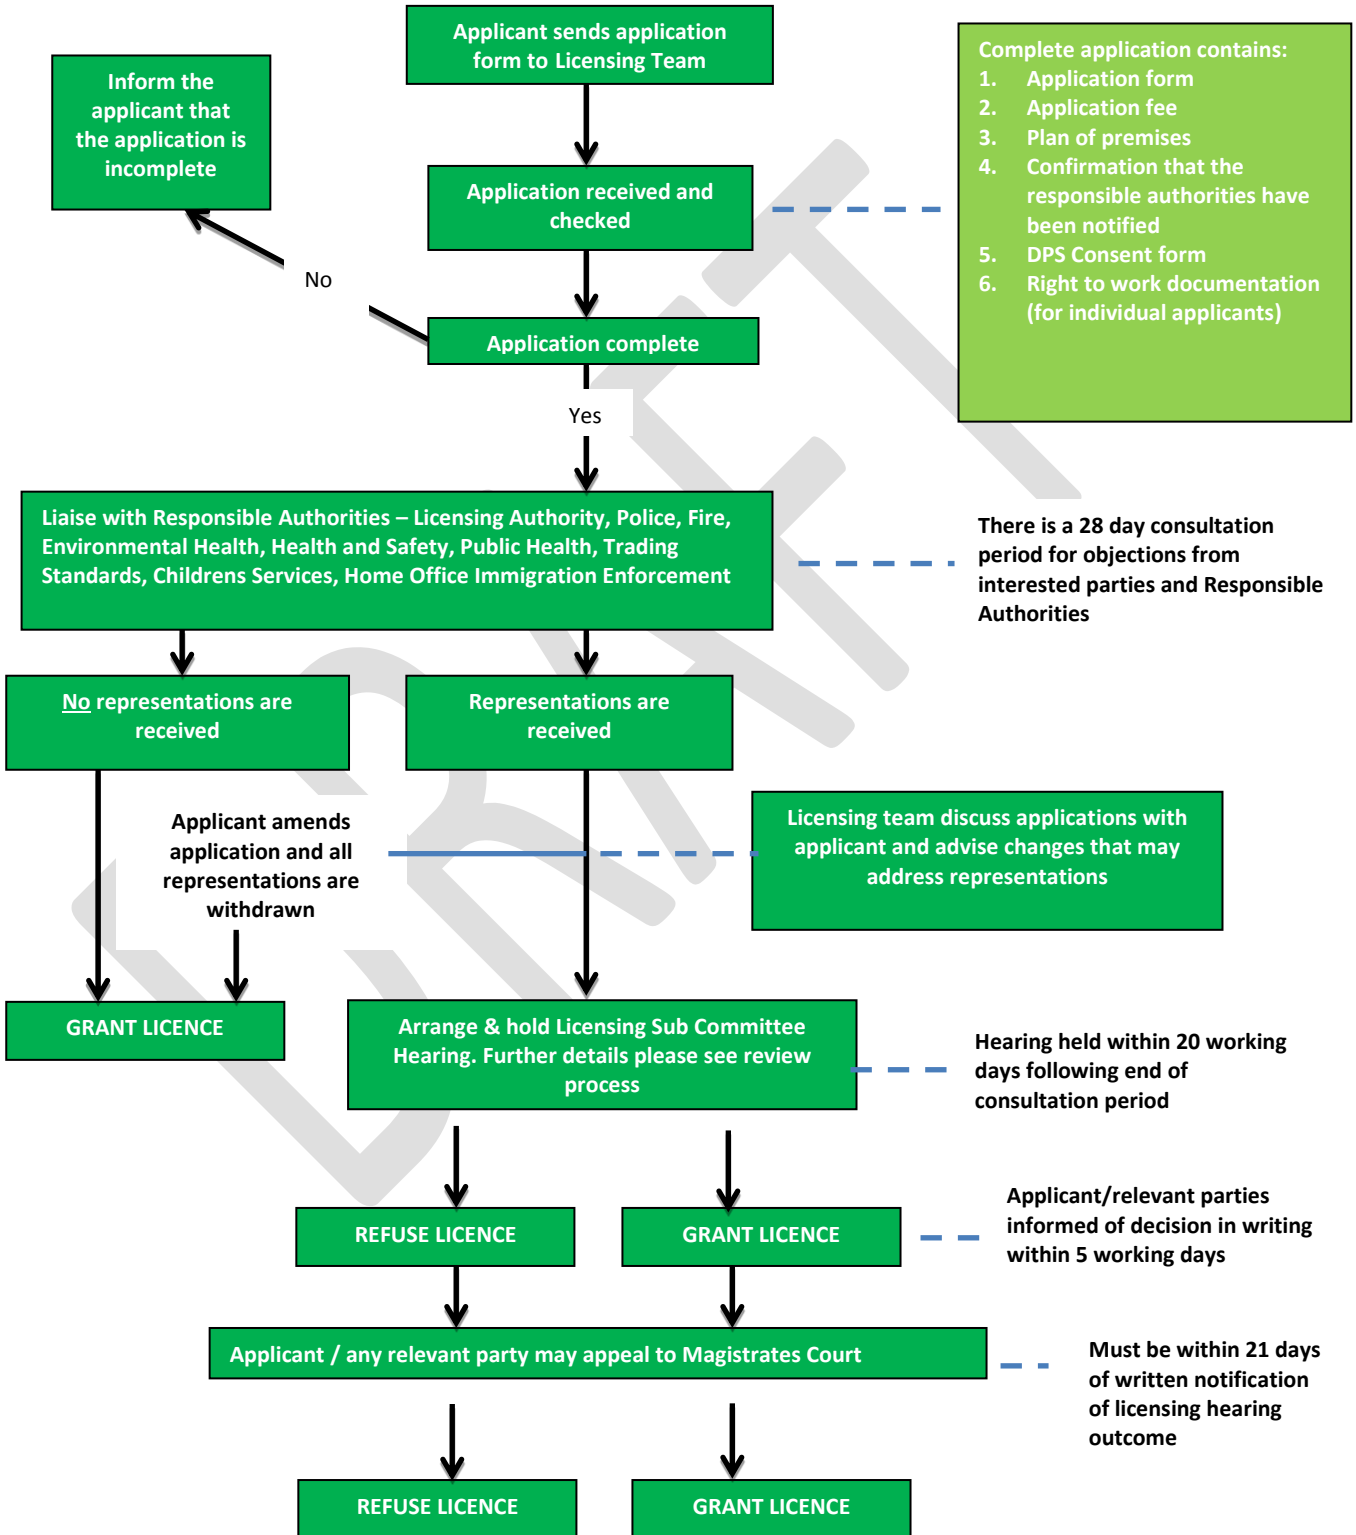 Applicant sends application
form to Licensing Team
Inform the
applicant that
the application is
incomplete
Complete application contains:
1. Application form
2. Application fee
3. Plan of premises
4. Confirmation that the
responsible authorities have
been notified
5. DPS Consent form
6. Right to work documentation
(for individual applicants)
Application received and
checked
No
Application complete
Yes
Liaise with Responsible Authorities – Licensing Authority, Police, Fire,
Environmental Health, Health and Safety, Public Health, Trading
Standards, Childrens Services, Home Office Immigration Enforcement
There is a 28 day consultation
period for objections from
interested parties and Responsible
Authorities
No representations are
received
Representations are
received
Applicant amends
application and all
representations are
withdrawn
Licensing team discuss applications with
applicant and advise changes that may
address representations
GRANT LICENCE
Arrange & hold Licensing Sub Committee
Hearing. Further details please see review
process
Hearing held within 20 working
days following end of
consultation period
REFUSE LICENCE
GRANT LICENCE
Applicant/relevant parties
informed of decision in writing
within 5 working days
Applicant / any relevant party may appeal to Magistrates Court
Must be within 21 days
of written notification
of licensing hearing
outcome
REFUSE LICENCE
GRANT LICENCE
DRAFT